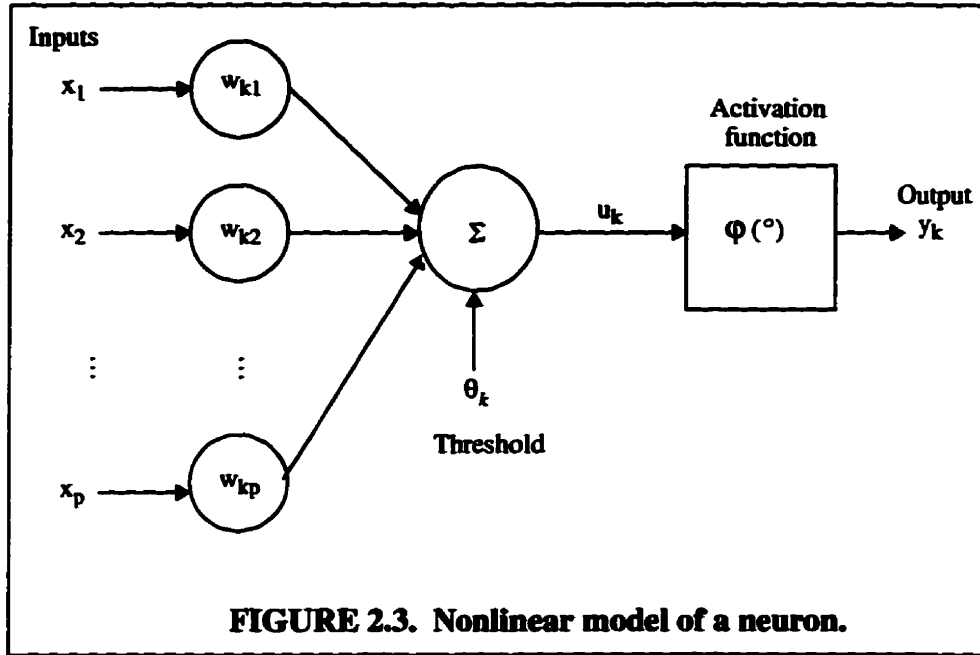 Inputs
x1
wk1
x2
wk2
⋮
⋮
xp
wkp
Σ
θk
Threshold
uk
Activation
function
φ(°)
Output
yk
FIGURE 2.3. Nonlinear model of a neuron.